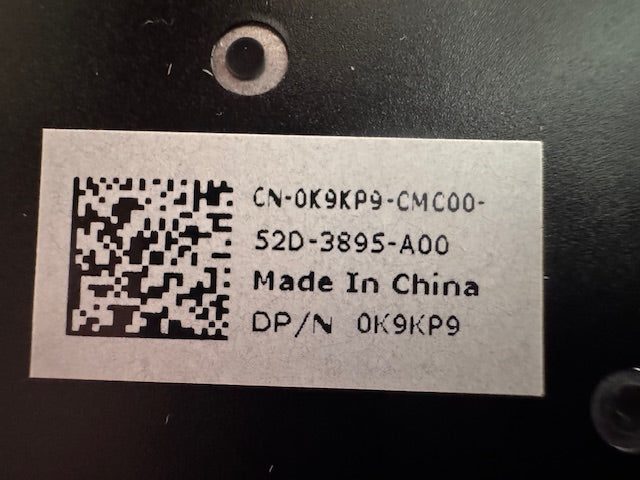 CN-0K9KP9-CMC00-
52D-3895-A00
Made In China
DP/N 0K9KP9